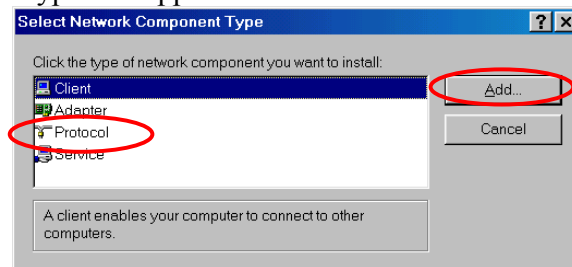 Select Network Component Type
Click the type of network component you want to install:
Client
Adapter
Protocol
Service
Add...
Cancel
A client enables your computer to connect to other
computers.